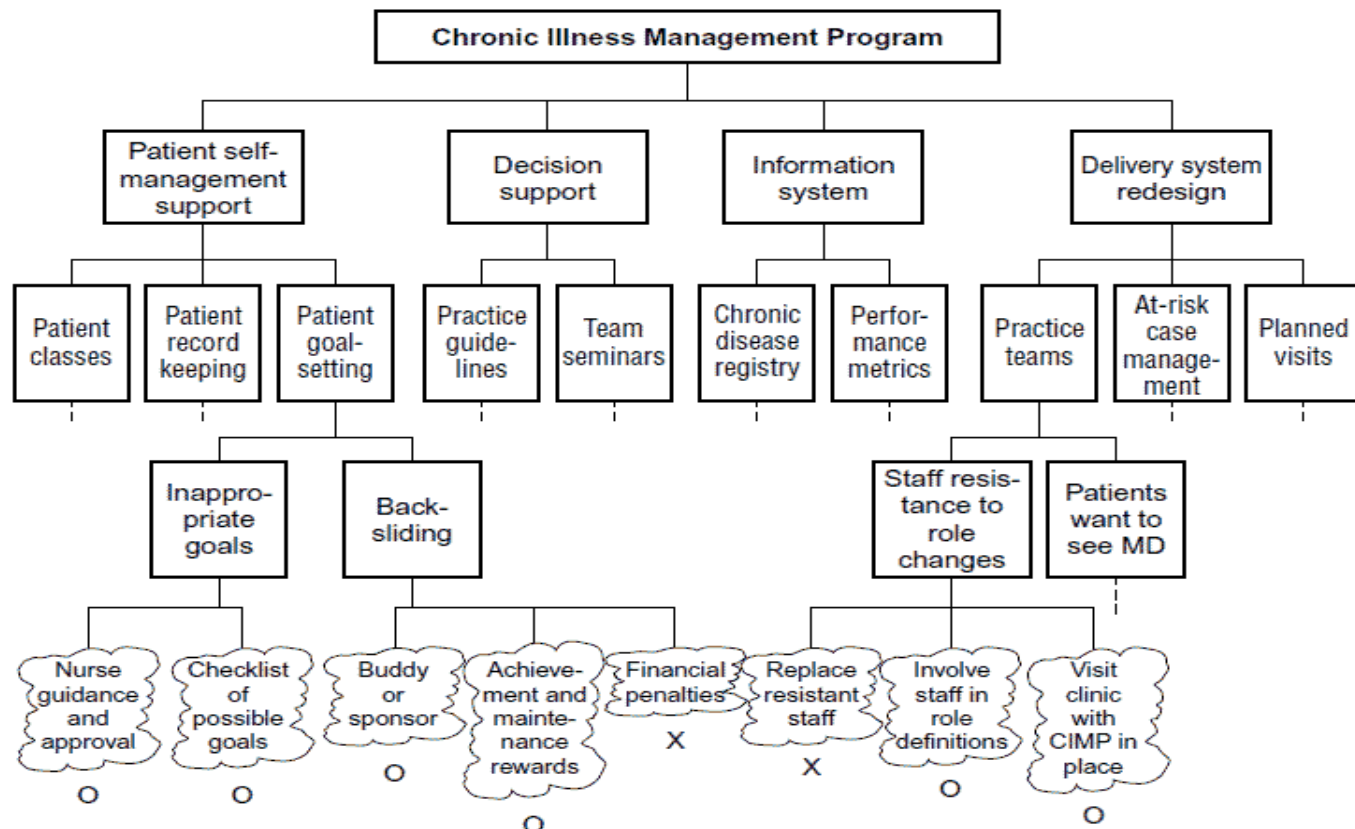 Chronic Illness Management Program
Patient self-
management
support
Decision
support
Information
system
Delivery system
redesign
Patient
classes
Patient
record
keeping
Patient
goal-
setting
Practice
guide-
lines
Team
seminars
Chronic
disease
registry
Perfor-
mance
metrics
Practice
teams
At-risk
case
manage-
ment
Planned
visits
Inappro-
priate
goals
Back-
sliding
Staff resis-
tance to
role
changes
Patients
want to
see MD
Nurse
guidance
and
approval
O
Checklist
of
possible
goals
O
Buddy
or
sponsor
O
Achieve-
ment and
mainte-
nance
rewards
O
Financial
penalties
X
Replace
resistant
staff
X
Involve
staff in
role
definitions
O
Visit
clinic
with
CIMP in
place
O